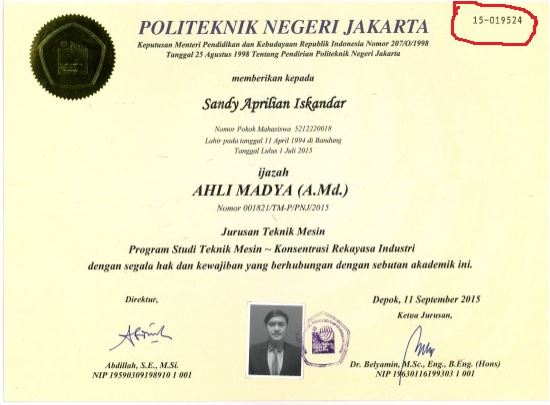 15-019524
POLITEKNIK NEGERI JAKARTA
Keputusan Menteri Pendidikan dan Kebudayaan Republik Indonesia Nomor 207/O/1998
Tanggal 25 Agustus 1998 Tentang Pendirian Politeknik Negeri Jakarta
memberikan kepada
Sandy Aprilian Iskandar
Nomor Pokok Mahasiswa 5212220018
Lahir pada tanggal 11 April 1994 di Bandung
Tanggal Lulus 1 Juli 2015
ijazah
AHLI MADYA (A.Md.)
Nomor 001821/TM-P/PNJ/2015
Jurusan Teknik Mesin
Program Studi Teknik Mesin ~ Konsentrasi Rekayasa Industri
dengan segala hak dan kewajiban yang berhubungan dengan sebutan akademik ini.
Direktur,
Abdillah, S.E., M.Si.
NIP 19590309198910 1 001
Depok, 11 September 2015
Ketua Jurusan,
Dr. Belyamin, M.Sc., Eng., B.Eng. (Hons)
NIP 19630116199303 1 001